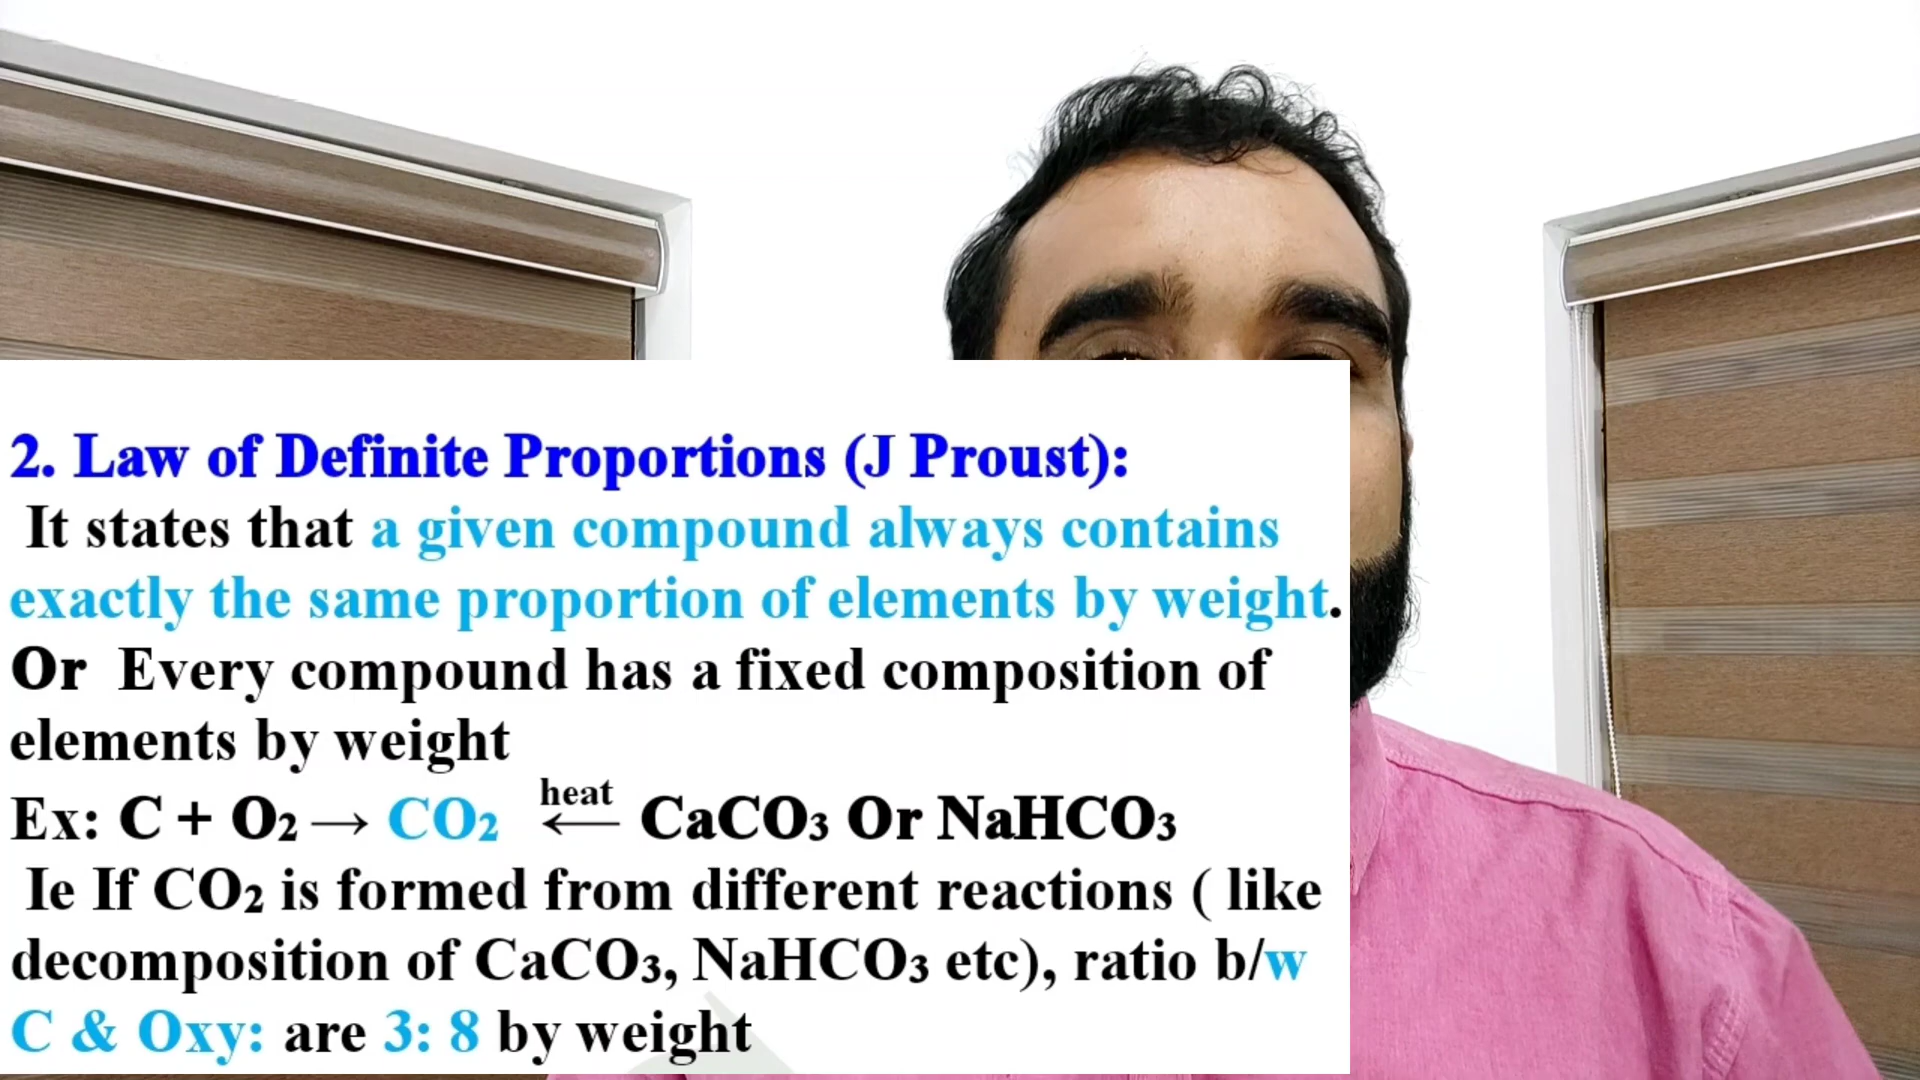 2. Law of Definite Proportions (J Proust):
It states that a given compound always contains
exactly the same proportion of elements by weight.
Or Every compound has a fixed composition of
elements by weight
heat
Ex: C + O₂ → CO₂ ← CaCO₃ Or NaHCO₃
Ie If CO₂ is formed from different reactions ( like
decomposition of CaCO₃, NaHCO₃ etc), ratio b/w
C & Oxy: are 3: 8 by weight